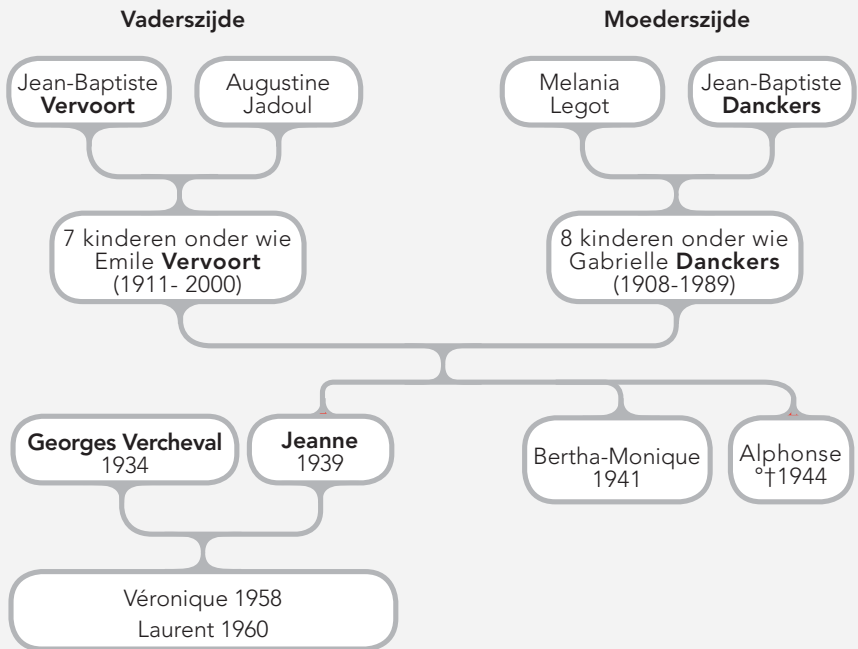 Vaderszijde
Moederszijde
Jean-Baptiste
Vervoort
Augustine
Jadoul
Melania
Legot
Jean-Baptiste
Danckers
7 kinderen onder wie
Emile Vervoort
(1911- 2000)
8 kinderen onder wie
Gabrielle Danckers
(1908-1989)
Georges Vercheval
1934
Jeanne
1939
Bertha-Monique
1941
Alphonse
°†1944
Véronique 1958
Laurent 1960